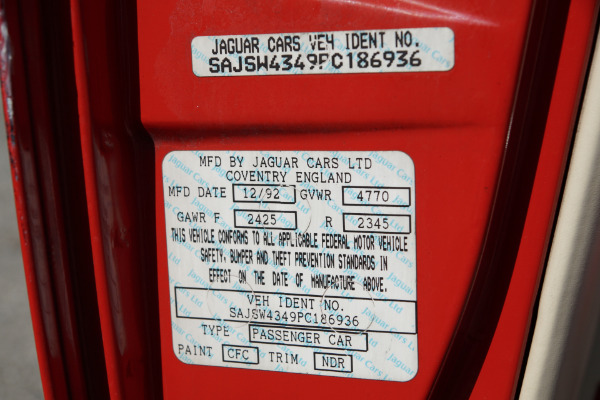 JAGUAR CARS VEH IDENT NO.
SAJSW4349PC186936
MFD BY JAGUAR CARS LTD
COVENTRY ENGLAND
MFD DATE 12/92 GVWR 4770
GAWR F 2425 R 2345
THIS VEHICLE CONFORMS TO ALL APPLICABLE FEDERAL MOTOR VEHICLE
SAFETY, BUMPER AND THEFT PREVENTION STANDARDS IN
EFFECT ON THE DATE OF MANUFACTURE ABOVE.
VEH IDENT NO.
SAJSW4349PC186936
TYPE PASSENGER CAR
PAINT CFC TRIM NDR